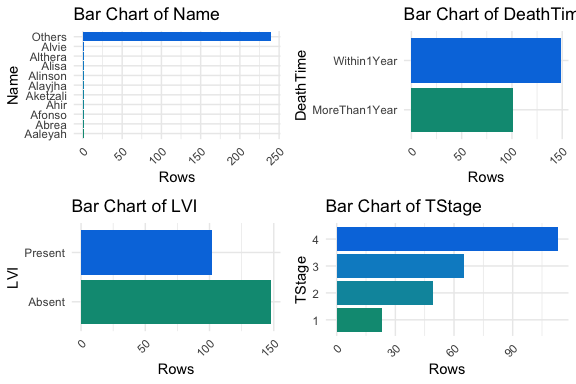 Bar Chart of Name
Name
Others
Alvie
Althera
Alisa
Alinson
Alayjha
Aketzali
Ahir
Afonso
Abrea
Aaleyah
0
50
100
150
200
250
Rows
Bar Chart of DeathTim
DeathTime
Within1Year
MoreThan1Year
0
50
100
150
Rows
Bar Chart of LVI
LVI
Present
Absent
0
50
100
150
Rows
Bar Chart of TStage
TStage
4
3
2
1
0
30
60
90
Rows